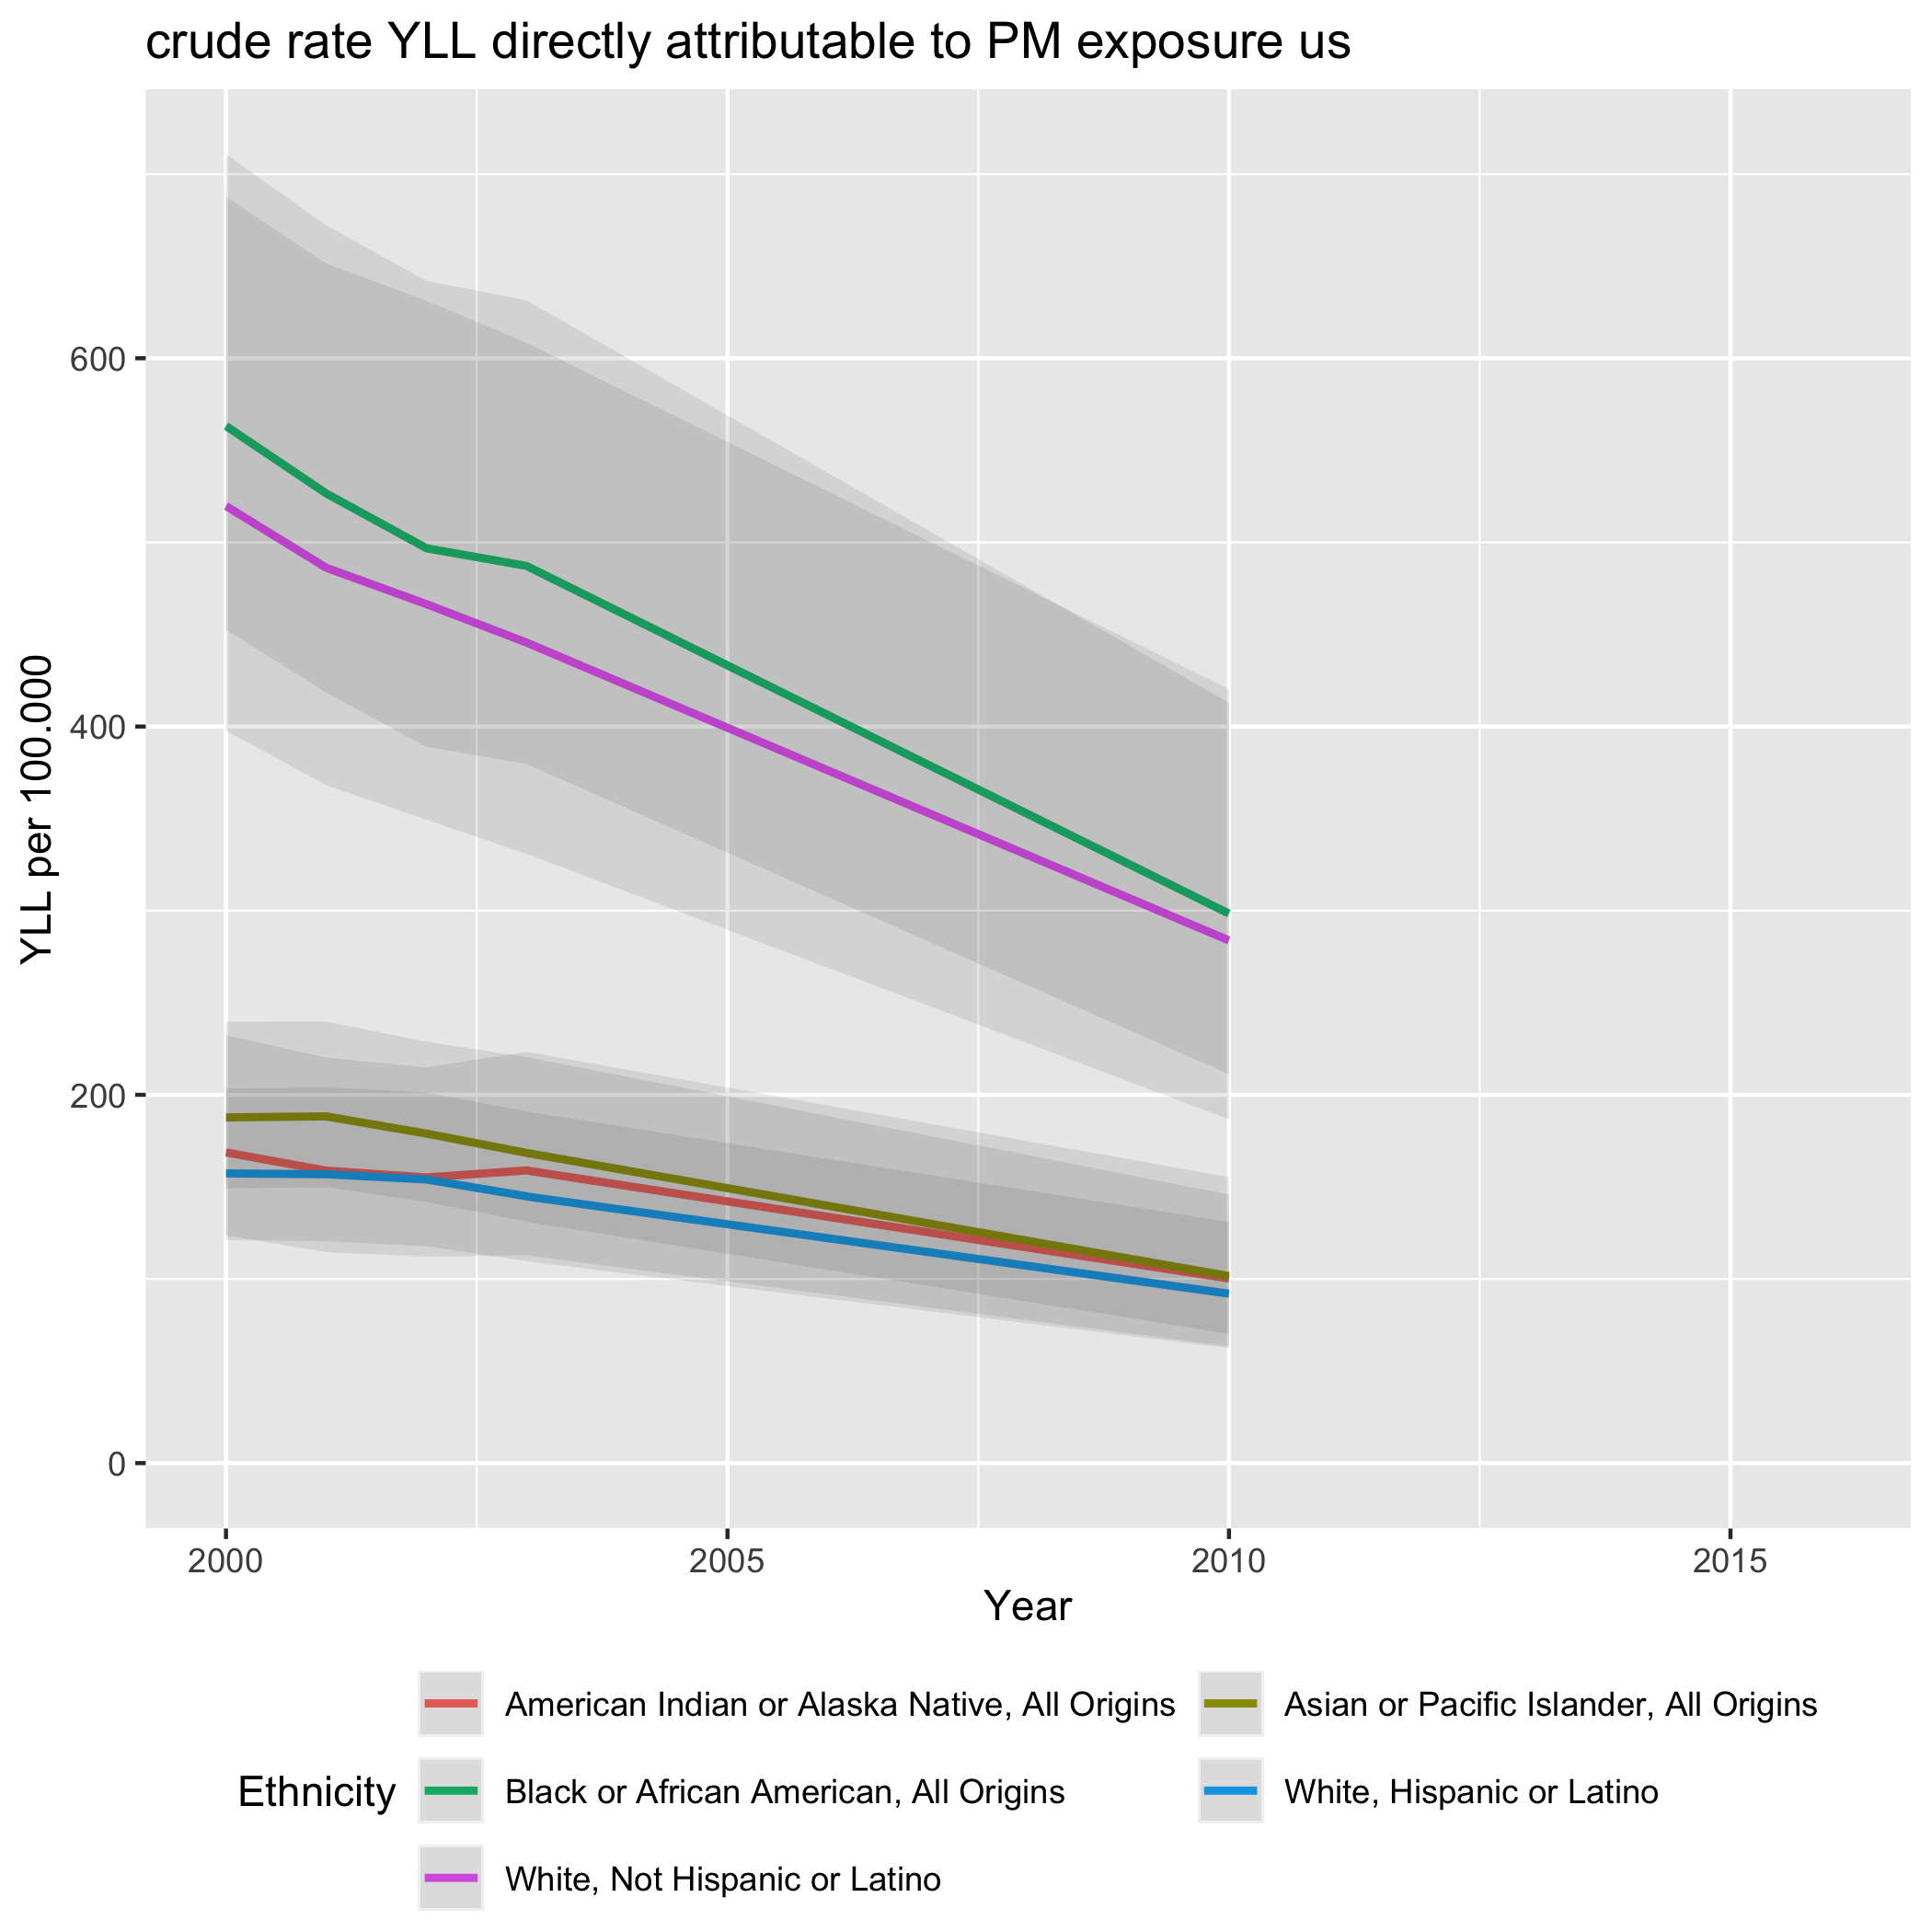 crude rate YLL directly attributable to PM exposure us
YLL per 100.000
600
400
200
0
2000 2005 2010 2015
Year
Ethnicity
American Indian or Alaska Native, All Origins
Asian or Pacific Islander, All Origins
Black or African American, All Origins
White, Hispanic or Latino
White, Not Hispanic or Latino